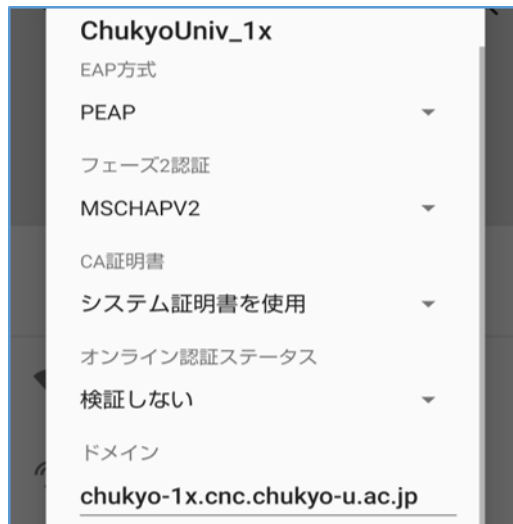 ChukyoUniv_1x
EAP方式
PEAP
フェーズ2認証
MSCHAPV2
CA証明書
システム証明書を使用
オンライン認証ステータス
検証しない
ドメイン
chukyo-1x.cnc.chukyo-u.ac.jp